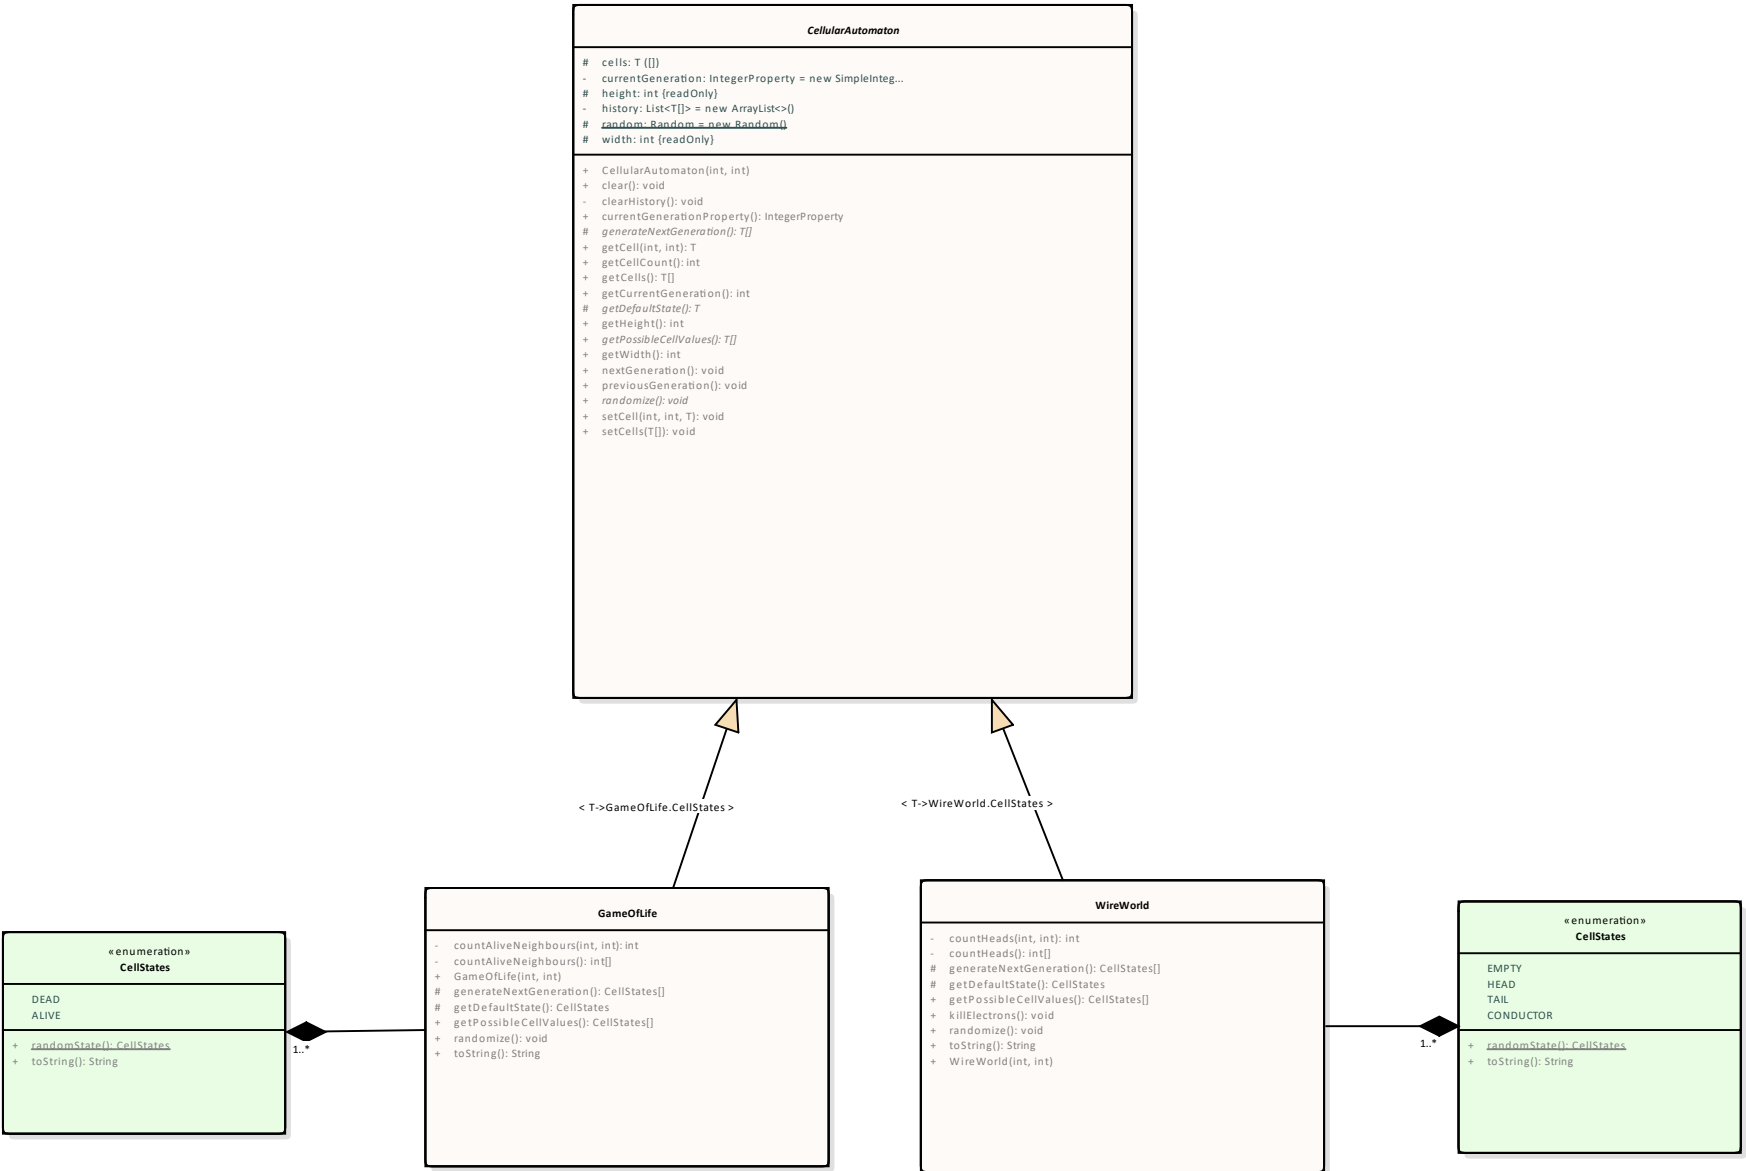 CellularAutomaton
# cells: T ([])
- currentGeneration: IntegerProperty = new SimpleInteg...
# height: int {readOnly}
- history: List<T[]> = new ArrayList<>()
# random: Random = new Random()
# width: int {readOnly}
+ CellularAutomaton(int, int)
+ clear(): void
- clearHistory(): void
+ currentGenerationProperty(): IntegerProperty
# generateNextGeneration(): T[]
+ getCell(int, int): T
+ getCellCount(): int
+ getCells(): T[]
+ getCurrentGeneration(): int
# getDefaultState(): T
+ getHeight(): int
+ getPossibleCellValues(): T[]
+ getWidth(): int
+ nextGeneration(): void
+ previousGeneration(): void
+ randomize(): void
+ setCell(int, int, T): void
+ setCells(T[]): void
< T->GameOfLife.CellStates >
< T->WireWorld.CellStates >
«enumeration»
CellStates
DEAD
ALIVE
+ randomState(): CellStates
+ toString(): String
1..*
GameOfLife
- countAliveNeighbours(int, int): int
- countAliveNeighbours(): int[]
+ GameOfLife(int, int)
# generateNextGeneration(): CellStates[]
# getDefaultState(): CellStates
+ getPossibleCellValues(): CellStates[]
+ randomize(): void
+ toString(): String
WireWorld
- countHeads(int, int): int
- countHeads(): int[]
# generateNextGeneration(): CellStates[]
# getDefaultState(): CellStates
+ getPossibleCellValues(): CellStates[]
+ killElectrons(): void
+ randomize(): void
+ toString(): String
+ WireWorld(int, int)
1..*
«enumeration»
CellStates
EMPTY
HEAD
TAIL
CONDUCTOR
+ randomState(): CellStates
+ toString(): String